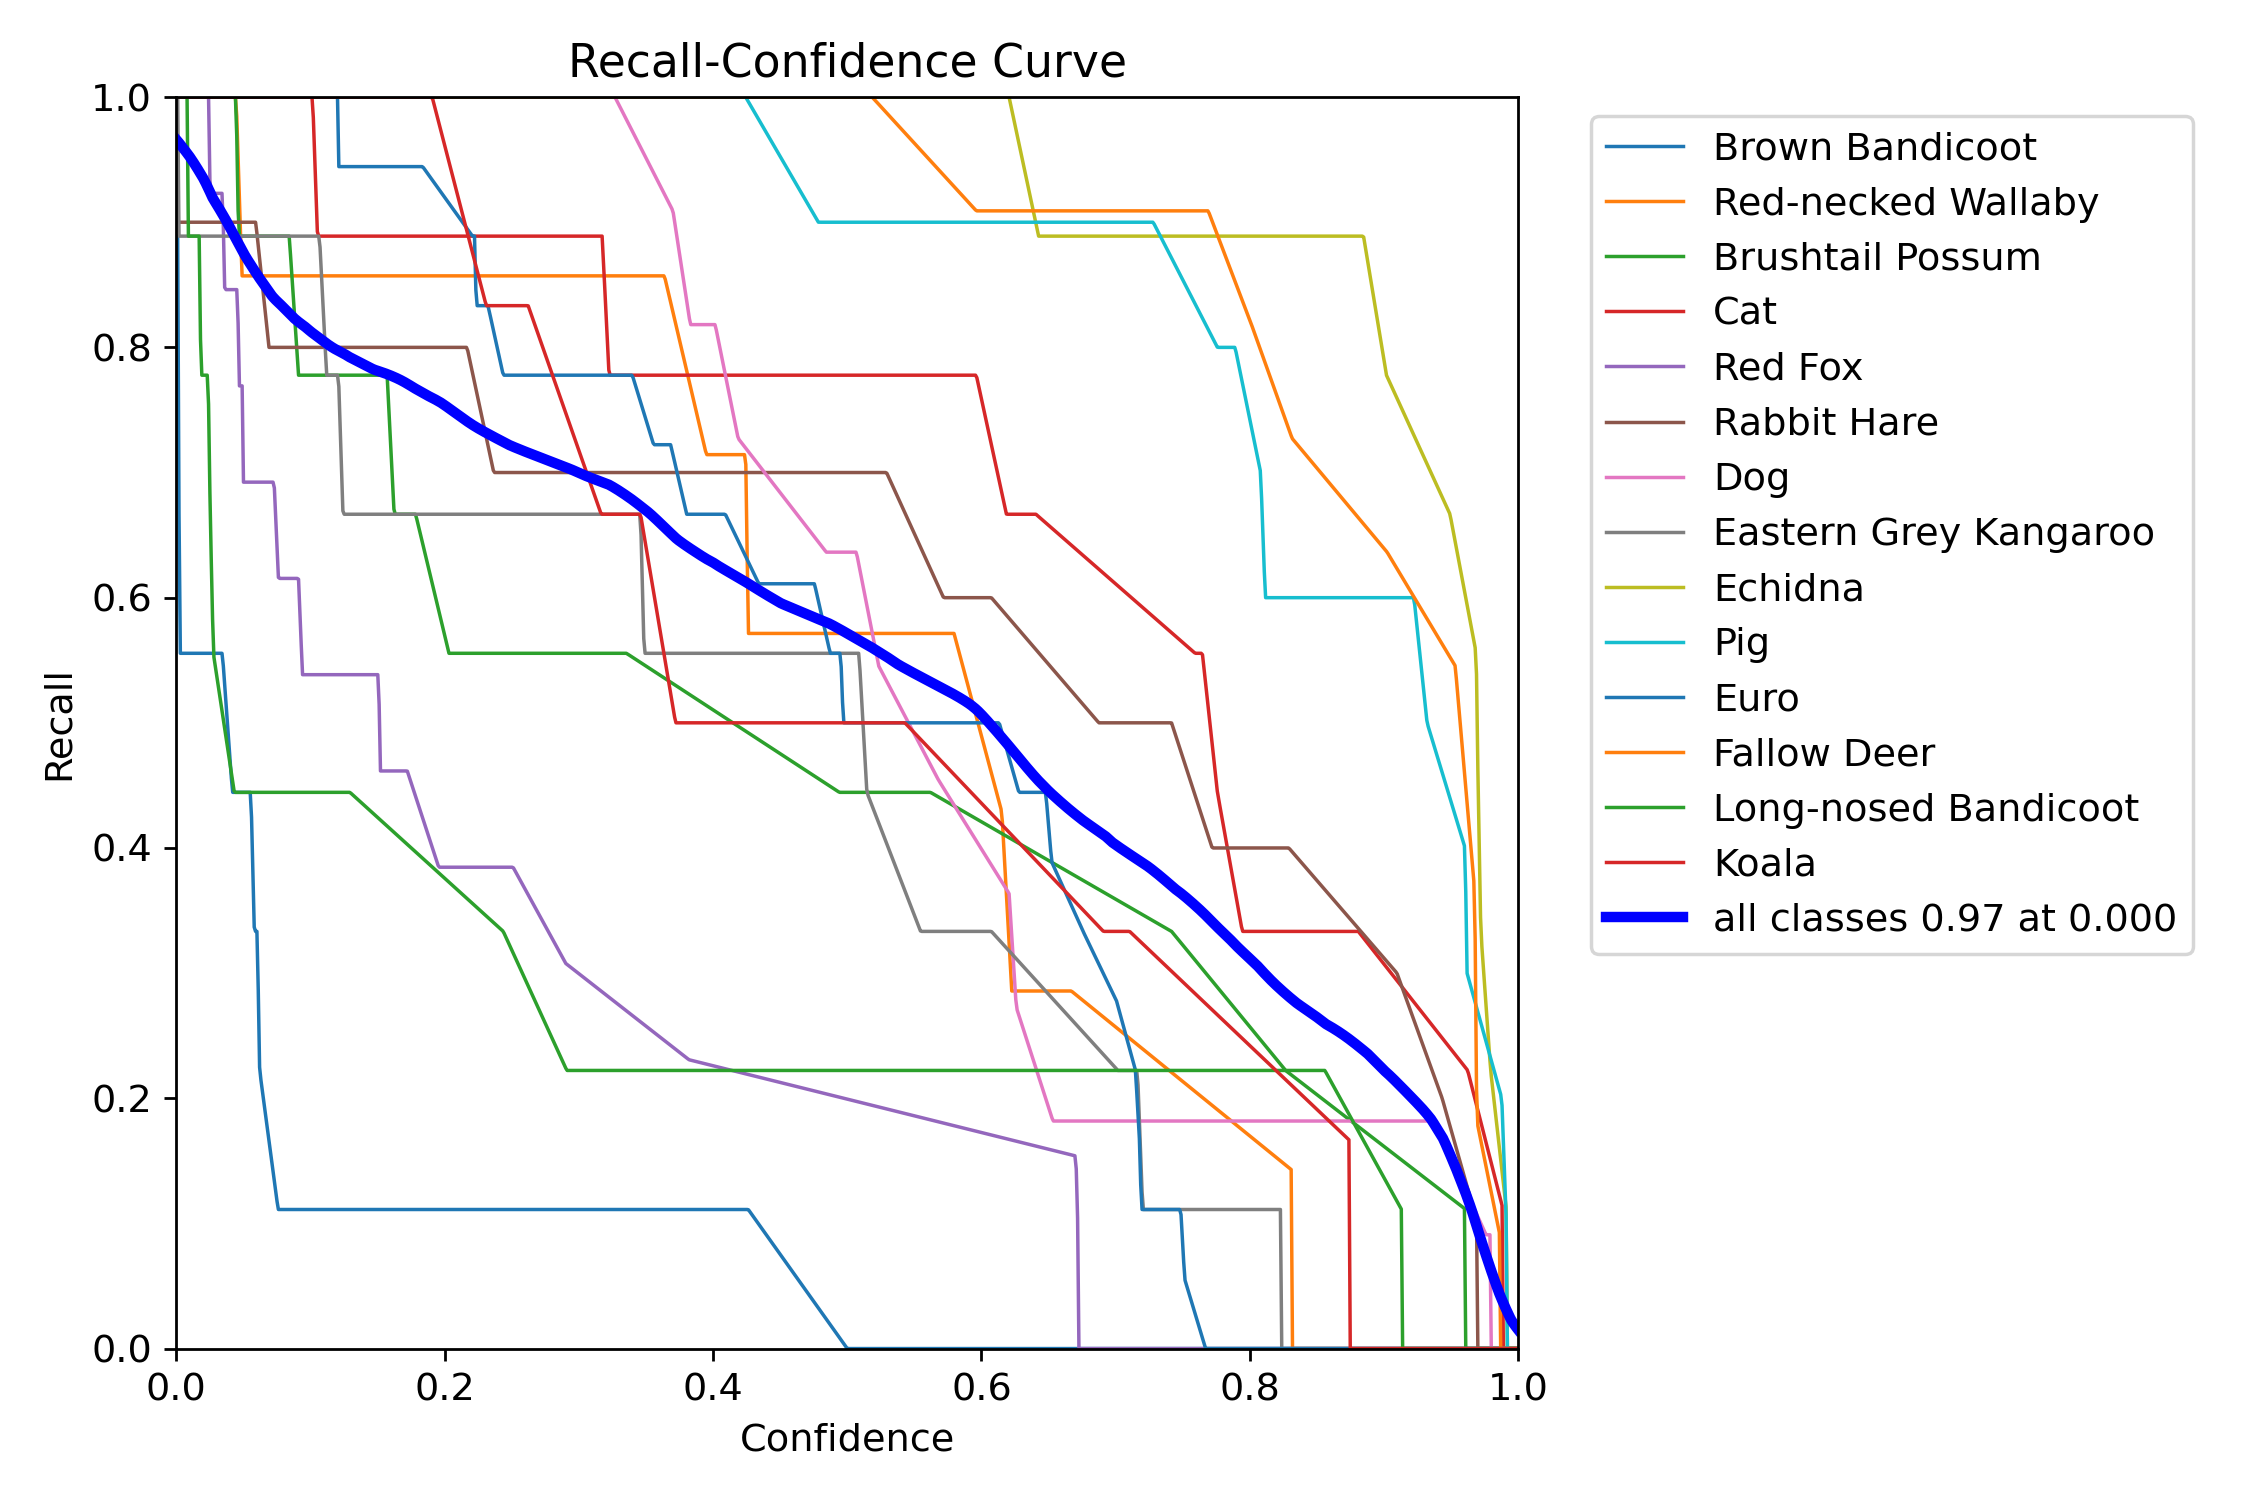 Recall-Confidence Curve
1.0
0.8
0.6
0.4
0.2
0.0
Recall
0.0 0.2 0.4 0.6 0.8 1.0
Confidence
Brown Bandicoot
Red-necked Wallaby
Brushtail Possum
Cat
Red Fox
Rabbit Hare
Dog
Eastern Grey Kangaroo
Echidna
Pig
Euro
Fallow Deer
Long-nosed Bandicoot
Koala
all classes 0.97 at 0.000